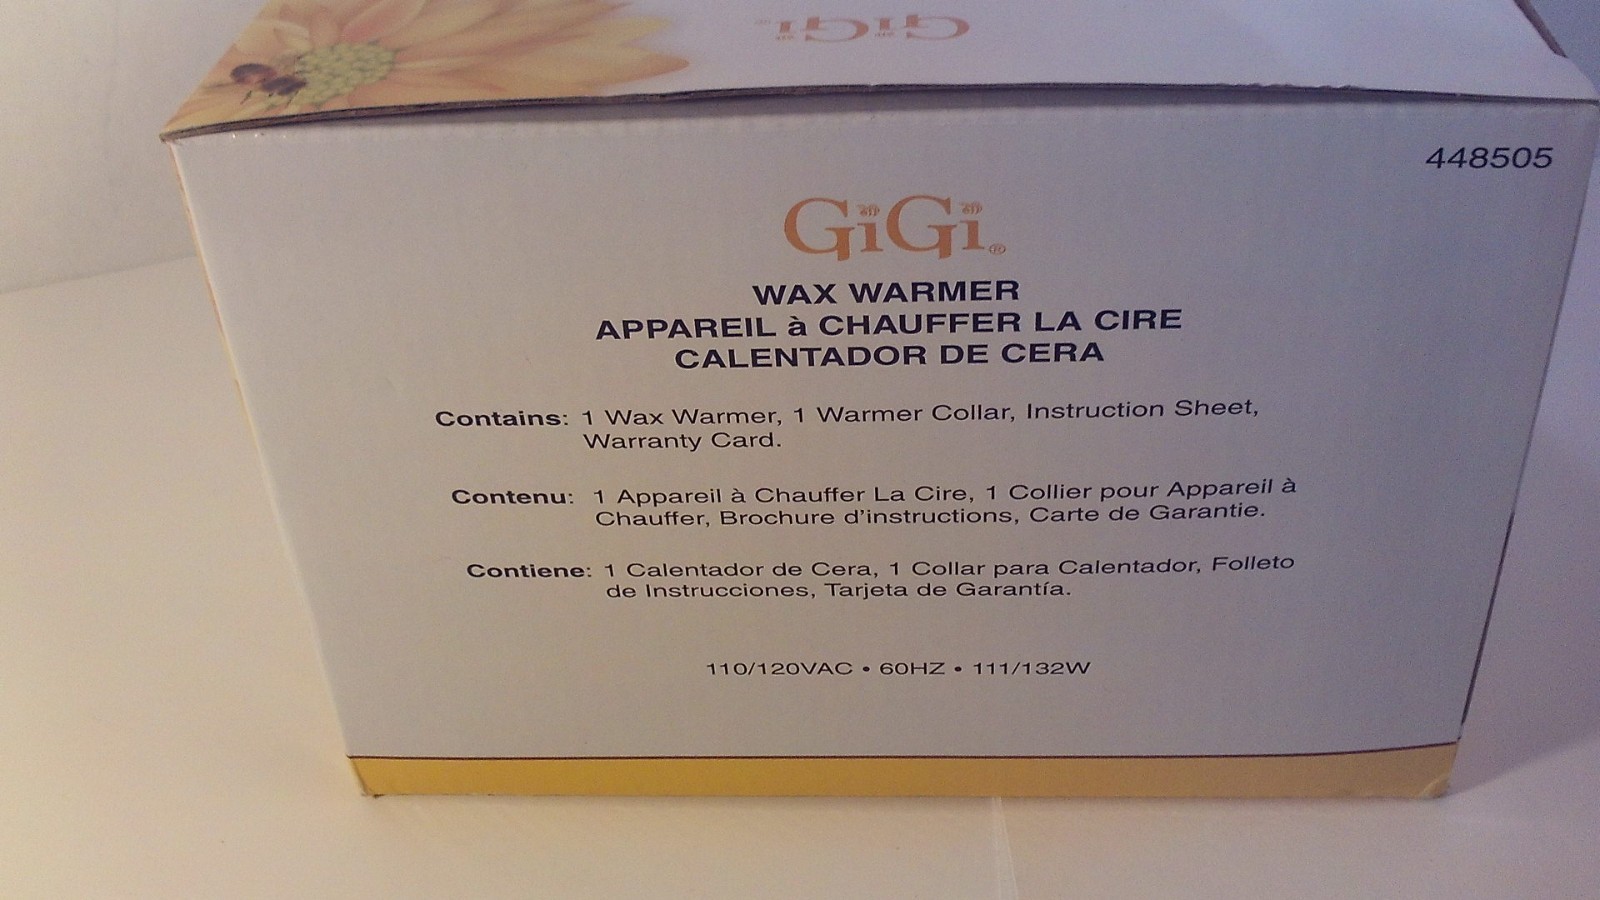 GiGi
448505
GiGi®
WAX WARMER
APPAREIL à CHAUFFER LA CIRE
CALENTADOR DE CERA
Contains: 1 Wax Warmer, 1 Warmer Collar, Instruction Sheet,
Warranty Card.
Contenu: 1 Appareil à Chauffer La Cire, 1 Collier pour Appareil à
Chauffer, Brochure d'instructions, Carte de Garantie.
Contiene: 1 Calentador de Cera, 1 Collar para Calentador, Folleto
de Instrucciones, Tarjeta de Garantía.
110/120VAC • 60HZ • 111/132W